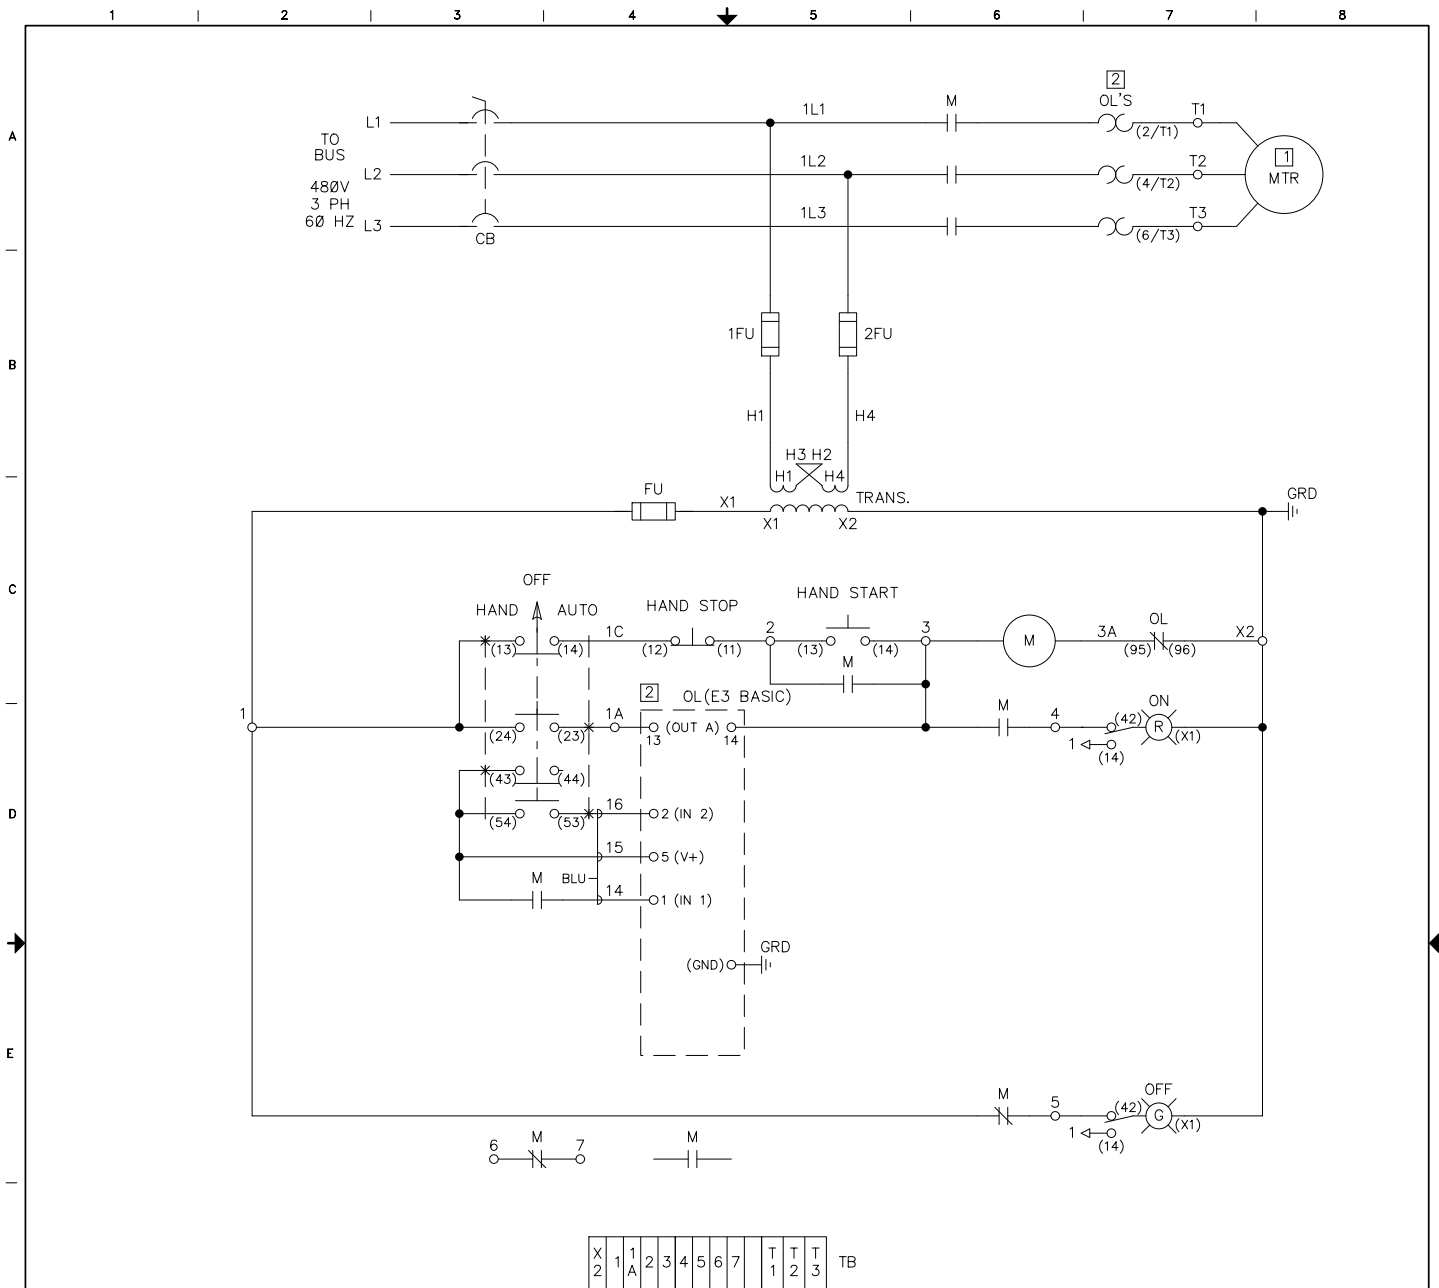 1 2 3 4 5 6 7 8
A
B
C
D
E
2
OL'S
1L1 M T1
L1
(2/T1)
TO
BUS
1L2 T2
1
MTR
L2
(4/T2)
480V
3 PH
60 HZ
1L3 T3
L3
(6/T3)
CB
1FU 2FU
H1 H4
H3 H2
H1 H4
FU X1 TRANS. GRD
X1 X2
OFF
HAND AUTO HAND STOP HAND START
1C 2 3 M 3A OL X2
(13) (14) (12) (11) (13) (14) (95) (96)
M
2 OL(E3 BASIC)
1 1A M 4 ON
(24) (23) 13 (OUT A) 14 (42) R (X1)
1 (14)
(43) (44)
16
(54) (53) 2 (IN 2)
15
5 (V+)
M BLU 14
1 (IN 1)
GRD
(GND)
M 5 OFF
(42) G (X1)
1 (14)
6 M 7 M
X2 1 1A 2 3 4 5 6 7 T1 T2 T3 TB